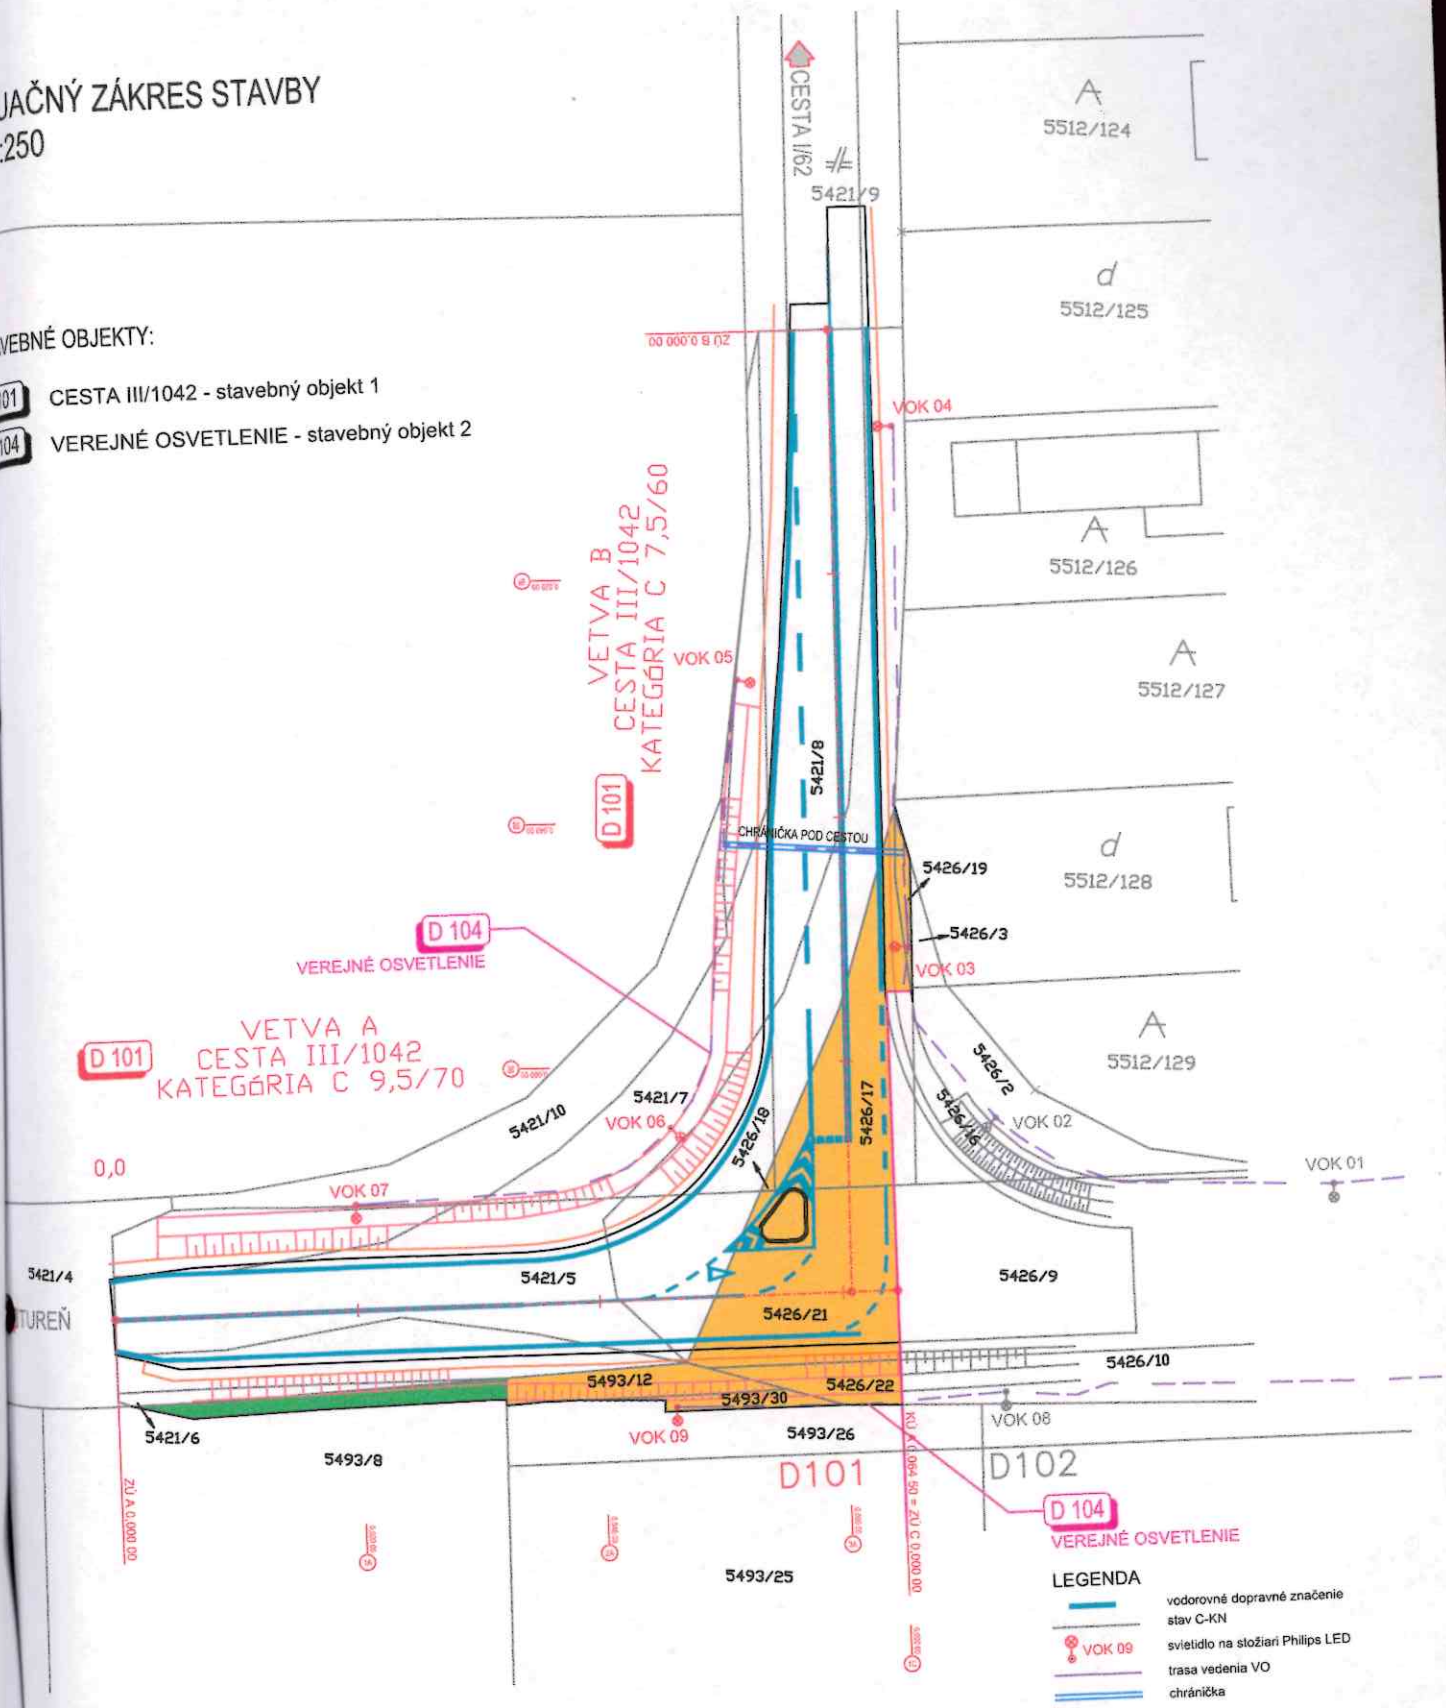 JAČNÝ ZÁKRES STAVBY
:250
CESTA I/62
5421/9
A
5512/124
d
5512/125
VEBNÉ OBJEKTY:
01 CESTA III/1042 - stavebný objekt 1
104 VEREJNÉ OSVETLENIE - stavebný objekt 2
ZÚ B 0.000 00
VOK 04
A
5512/126
VETVA B
CESTA III/1042
KATEGÓRIA C 7,5/60
D 101
VOK 05
A
5512/127
5421/8
CHRÁNIČKA POD CESTOU
d
5512/128
5426/19
5426/3
VOK 03
D 104
VEREJNÉ OSVETLENIE
D 101
VETVA A
CESTA III/1042
KATEGÓRIA C 9,5/70
A
5512/129
5426/2
5426/16
VOK 02
5421/7
VOK 06
5421/10
5426/18
5426/17
0,0
VOK 07
VOK 01
5421/4
5421/5
5426/9
TUREŇ
5426/21
5426/10
5493/12
5493/30
5426/22
5421/6
VOK 09
5493/26
VOK 08
5493/8
D101
D102
ZÚ A 0.000 00
= ZÚ C 0.000 00
D 104
VEREJNÉ OSVETLENIE
5493/25
LEGENDA
vodorovné dopravné značenie
stav C-KN
VOK 09 svietidlo na stožiari Philips LED
trasa vedenia VO
chránička